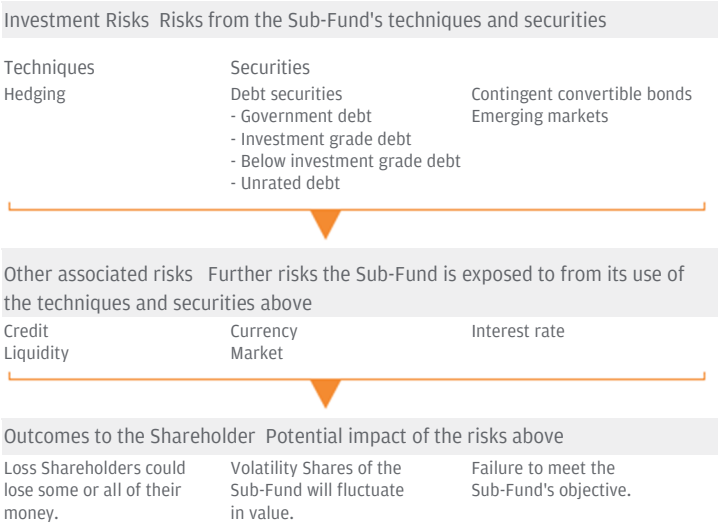 Investment Risks Risks from the Sub-Fund's techniques and securities
Techniques
Hedging
Securities
Debt securities
- Government debt
- Investment grade debt
- Below investment grade debt
- Unrated debt
Contingent convertible bonds
Emerging markets
Other associated risks Further risks the Sub-Fund is exposed to from its use of
the techniques and securities above
Credit
Liquidity
Currency
Market
Interest rate
Outcomes to the Shareholder Potential impact of the risks above
Loss Shareholders could
lose some or all of their
money.
Volatility Shares of the
Sub-Fund will fluctuate
in value.
Failure to meet the
Sub-Fund's objective.